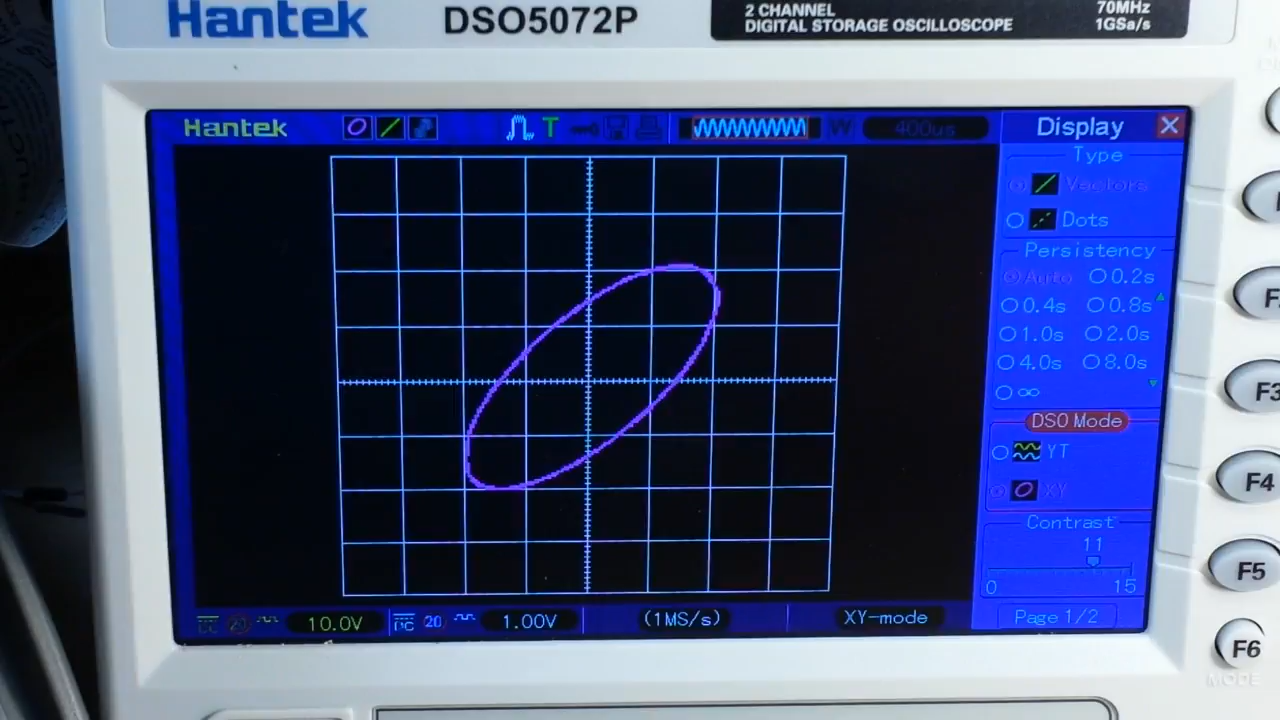 Hantek DSO5072P 2 CHANNEL 70MHz
DIGITAL STORAGE OSCILLOSCOPE 1GSa/s
Hantek T W 400us Display X
Type
Vectors
Dots
Persistency
Auto 0.2s
0.4s 0.8s
1.0s 2.0s
4.0s 8.0s
∞
DSO Mode
YT
XY
Contrast
11
0 15
10.0V 20 1.00V (1MS/s) XY-mode Page 1/2
F3
F4
F5
F6
MODE